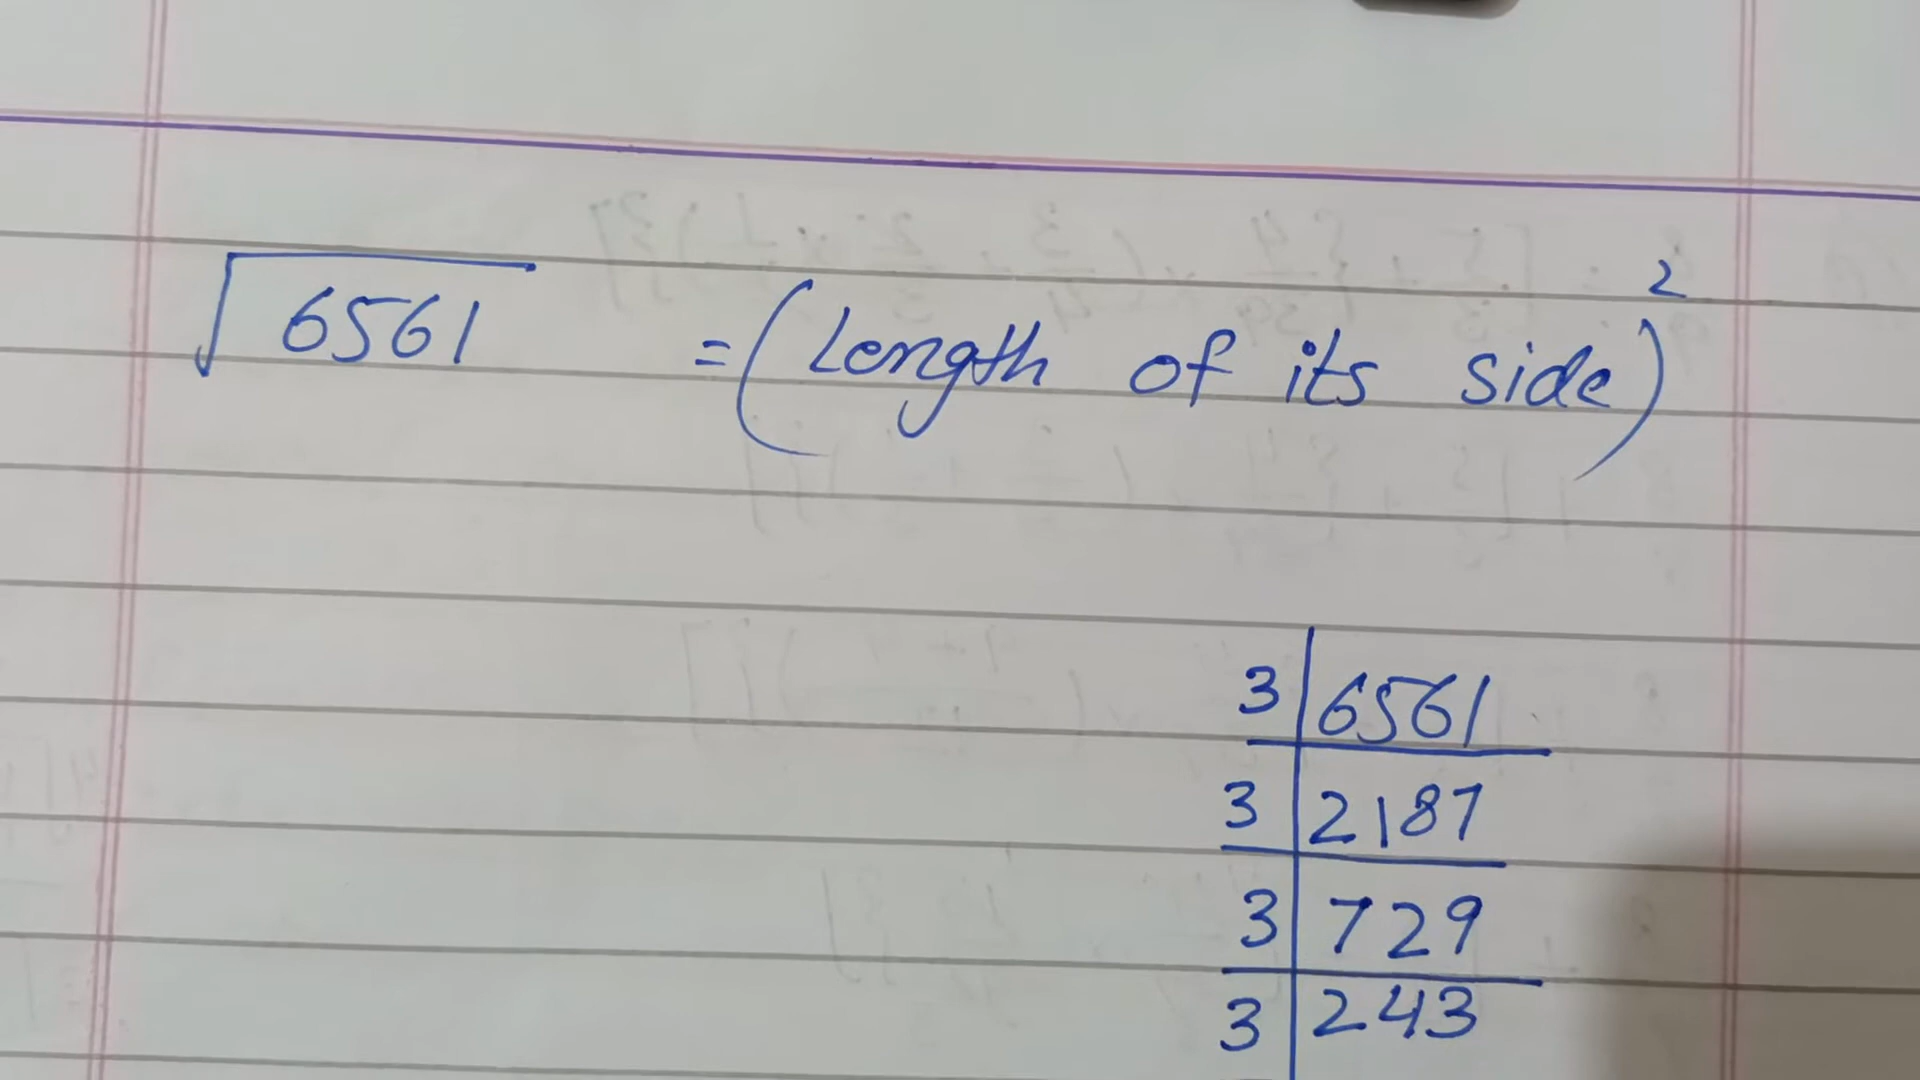 √6561 = (Length of its side)²
3 | 6561
3 | 2187
3 | 729
3 | 243